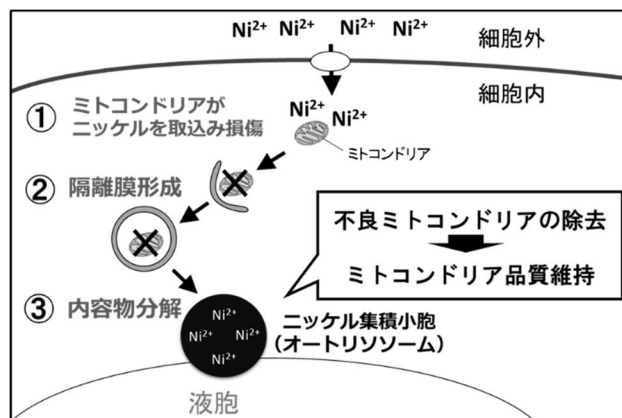 Ni²⁺ Ni²⁺ Ni²⁺ Ni²⁺
細胞外
細胞内
① ミトコンドリアが
ニッケルを取込み損傷
Ni²⁺ Ni²⁺
ミトコンドリア
② 隔離膜形成
不良ミトコンドリアの除去
ミトコンドリア品質維持
③ 内容物分解
Ni²⁺
Ni²⁺ Ni²⁺
Ni²⁺
ニッケル集積小胞
(オートリソソーム)
液胞